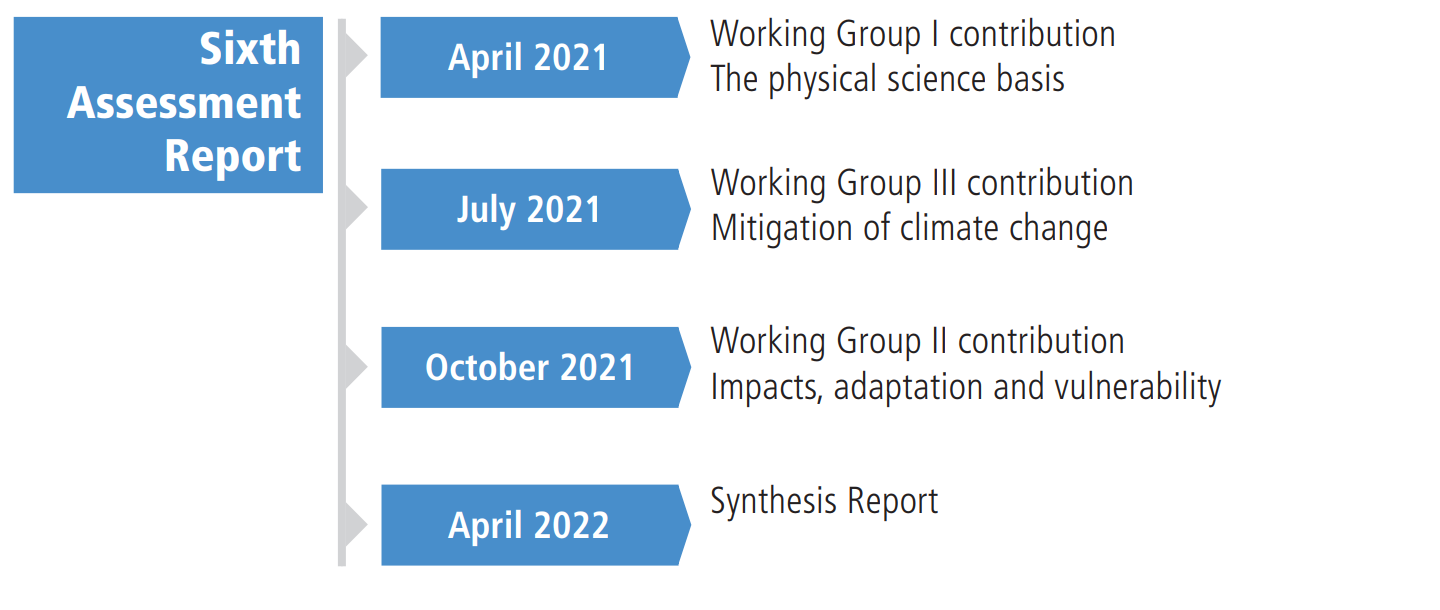 Sixth
Assessment
Report
April 2021
Working Group I contribution
The physical science basis
July 2021
Working Group III contribution
Mitigation of climate change
October 2021
Working Group II contribution
Impacts, adaptation and vulnerability
April 2022
Synthesis Report